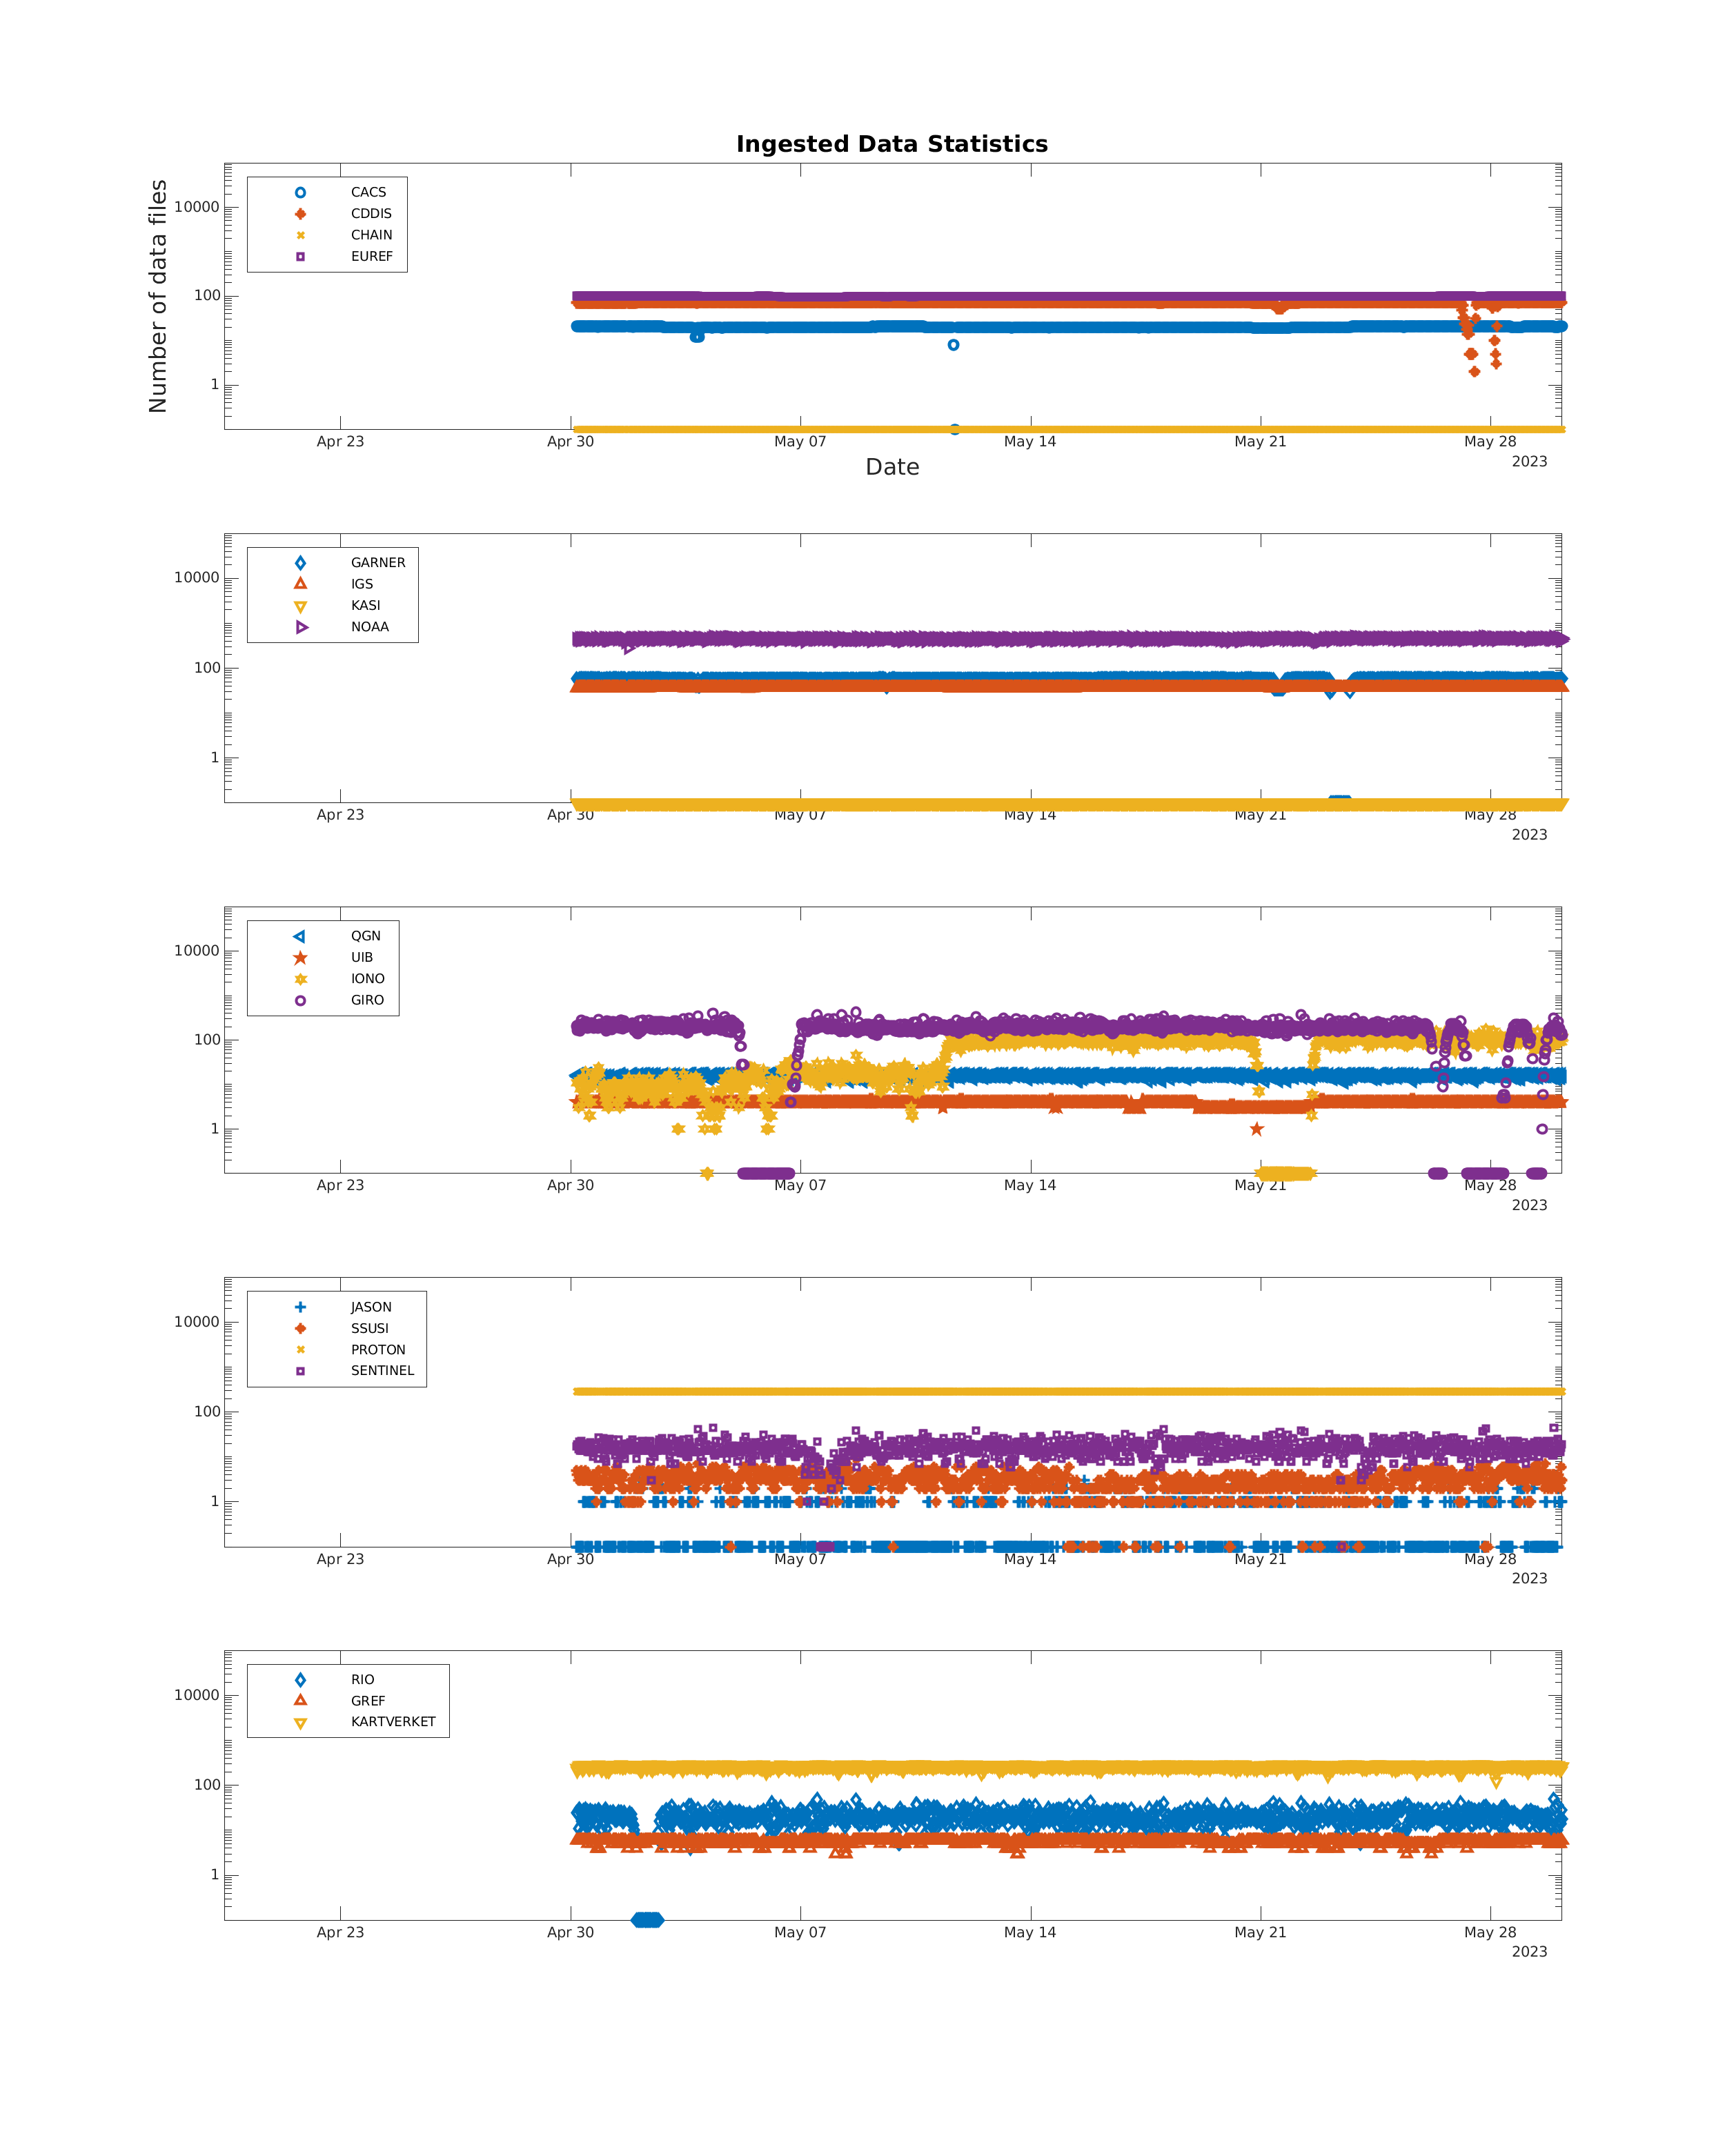 Ingested Data Statistics
Number of data files
CACS
CDDIS
CHAIN
EUREF
10000
100
1
Apr 23 Apr 30 May 07 May 14 May 21 May 28
2023
Date
GARNER
IGS
KASI
NOAA
10000
100
1
Apr 23 Apr 30 May 07 May 14 May 21 May 28
2023
QGN
UIB
IONO
GIRO
10000
100
1
Apr 23 Apr 30 May 07 May 14 May 21 May 28
2023
JASON
SSUSI
PROTON
SENTINEL
10000
100
1
Apr 23 Apr 30 May 07 May 14 May 21 May 28
2023
RIO
GREF
KARTVERKET
10000
100
1
Apr 23 Apr 30 May 07 May 14 May 21 May 28
2023